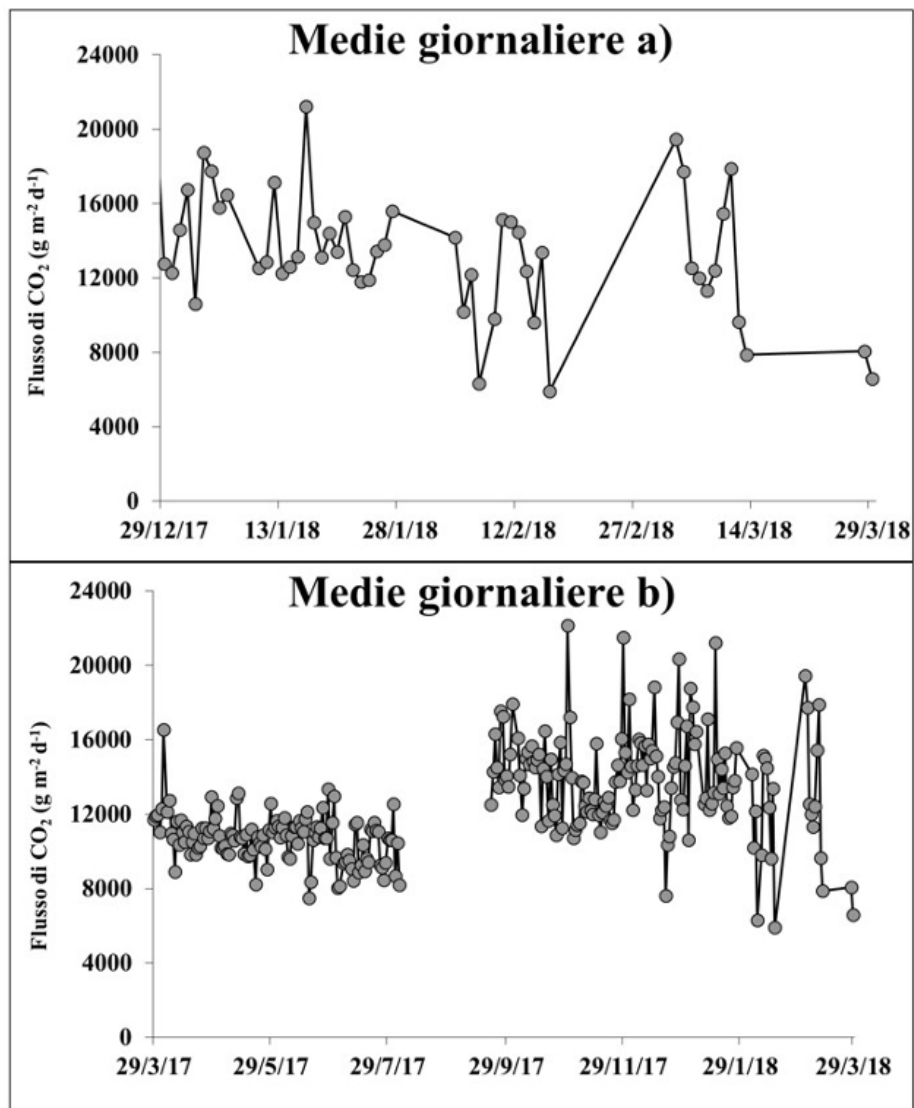 Medie giornaliere a)
24000
20000
16000
12000
8000
4000
0
Flusso di CO₂ (g m⁻² d⁻¹)
29/12/17 13/1/18 28/1/18 12/2/18 27/2/18 14/3/18 29/3/18
Medie giornaliere b)
24000
20000
16000
12000
8000
4000
0
Flusso di CO₂ (g m⁻² d⁻¹)
29/3/17 29/5/17 29/7/17 29/9/17 29/11/17 29/1/18 29/3/18